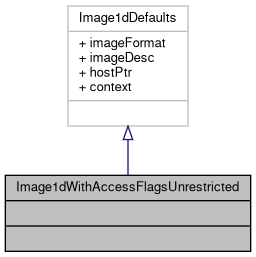 Image1dDefaults
+ imageFormat
+ imageDesc
+ hostPtr
+ context
Image1dWithAccessFlagsUnrestricted